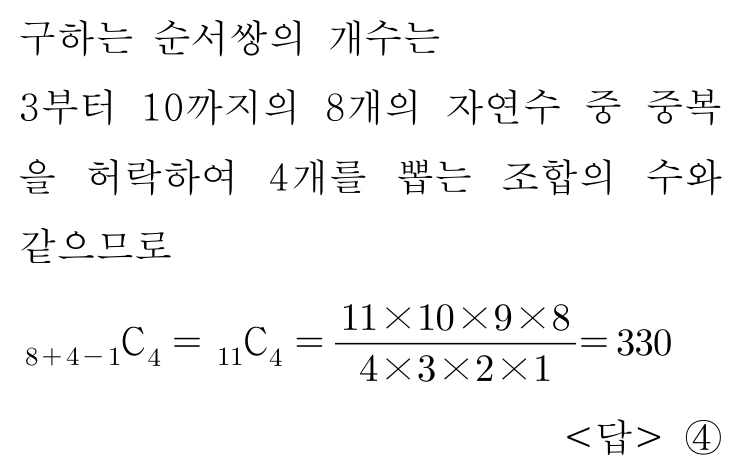 구하는 순서쌍의 개수는
3부터 10까지의 8개의 자연수 중 중복
을 허락하여 4개를 뽑는 조합의 수와
같으므로
₈₊₄₋₁C₄ = ₁₁C₄ = \frac{11×10×9×8}{4×3×2×1} = 330
<답> ④